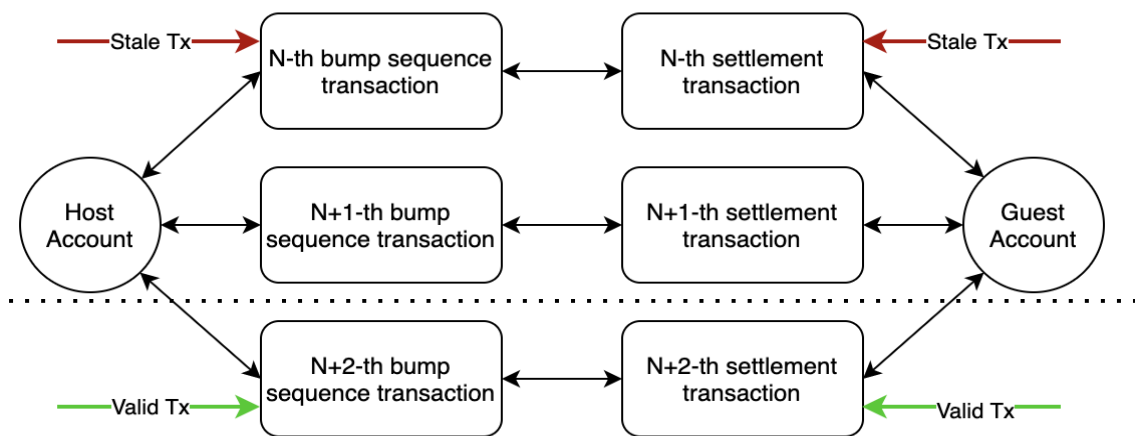 Stale Tx
N-th bump sequence
transaction
N-th settlement
transaction
Stale Tx
Host
Account
N+1-th bump
sequence transaction
N+1-th settlement
transaction
Guest
Account
N+2-th bump
sequence transaction
N+2-th settlement
transaction
Valid Tx
Valid Tx